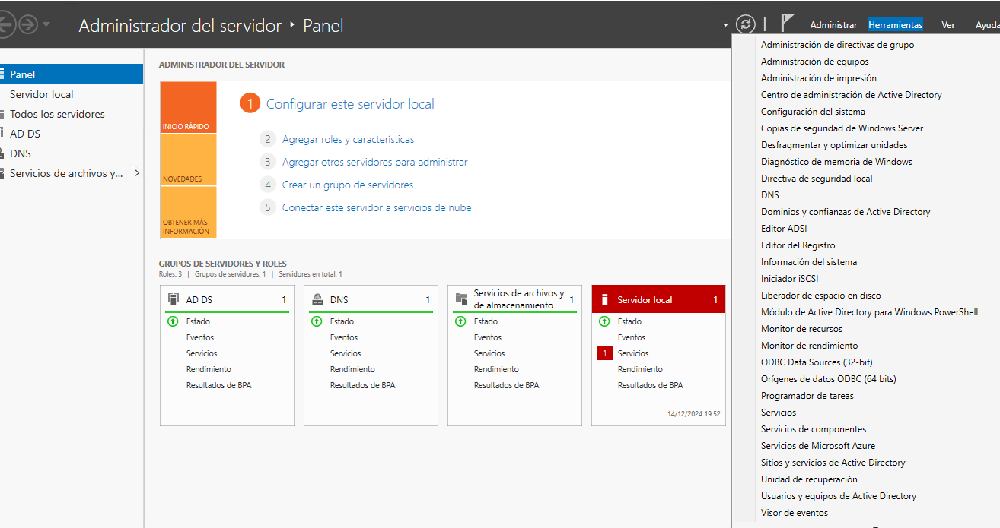 Administrador del servidor ‣ Panel
Administrar
Herramientas
Ver
Ayuda
Panel
Servidor local
Todos los servidores
AD DS
DNS
Servicios de archivos y...
ADMINISTRADOR DEL SERVIDOR
INICIO RÁPIDO
NOVEDADES
OBTENER MÁS
INFORMACIÓN
1 Configurar este servidor local
2 Agregar roles y características
3 Agregar otros servidores para administrar
4 Crear un grupo de servidores
5 Conectar este servidor a servicios de nube
GRUPOS DE SERVIDORES Y ROLES
Roles: 3 | Grupos de servidores: 1 | Servidores en total: 1
AD DS 1
Estado
Eventos
Servicios
Rendimiento
Resultados de BPA
DNS 1
Estado
Eventos
Servicios
Rendimiento
Resultados de BPA
Servicios de archivos y
de almacenamiento 1
Estado
Eventos
Servicios
Rendimiento
Resultados de BPA
Servidor local 1
Estado
Eventos
1 Servicios
Rendimiento
Resultados de BPA
14/12/2024 19:52
Administración de directivas de grupo
Administración de equipos
Administración de impresión
Centro de administración de Active Directory
Configuración del sistema
Copias de seguridad de Windows Server
Desfragmentar y optimizar unidades
Diagnóstico de memoria de Windows
Directiva de seguridad local
DNS
Dominios y confianzas de Active Directory
Editor ADSI
Editor del Registro
Información del sistema
Iniciador iSCSI
Liberador de espacio en disco
Módulo de Active Directory para Windows PowerShell
Monitor de recursos
Monitor de rendimiento
ODBC Data Sources (32-bit)
Orígenes de datos ODBC (64 bits)
Programador de tareas
Servicios
Servicios de componentes
Servicios de Microsoft Azure
Sitios y servicios de Active Directory
Unidad de recuperación
Usuarios y equipos de Active Directory
Visor de eventos